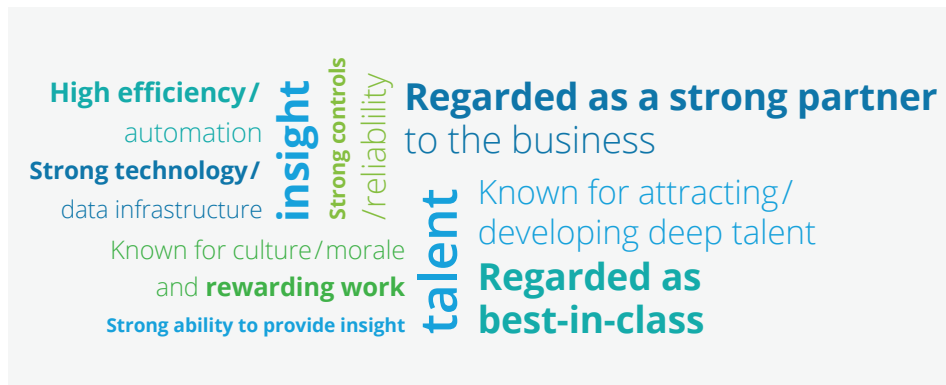 High efficiency/
automation
Strong technology/
data infrastructure
insight
Strong controls
/reliablility
Regarded as a strong partner
to the business
Known for culture/morale
and rewarding work
Strong ability to provide insight
talent
Known for attracting/
developing deep talent
Regarded as
best-in-class